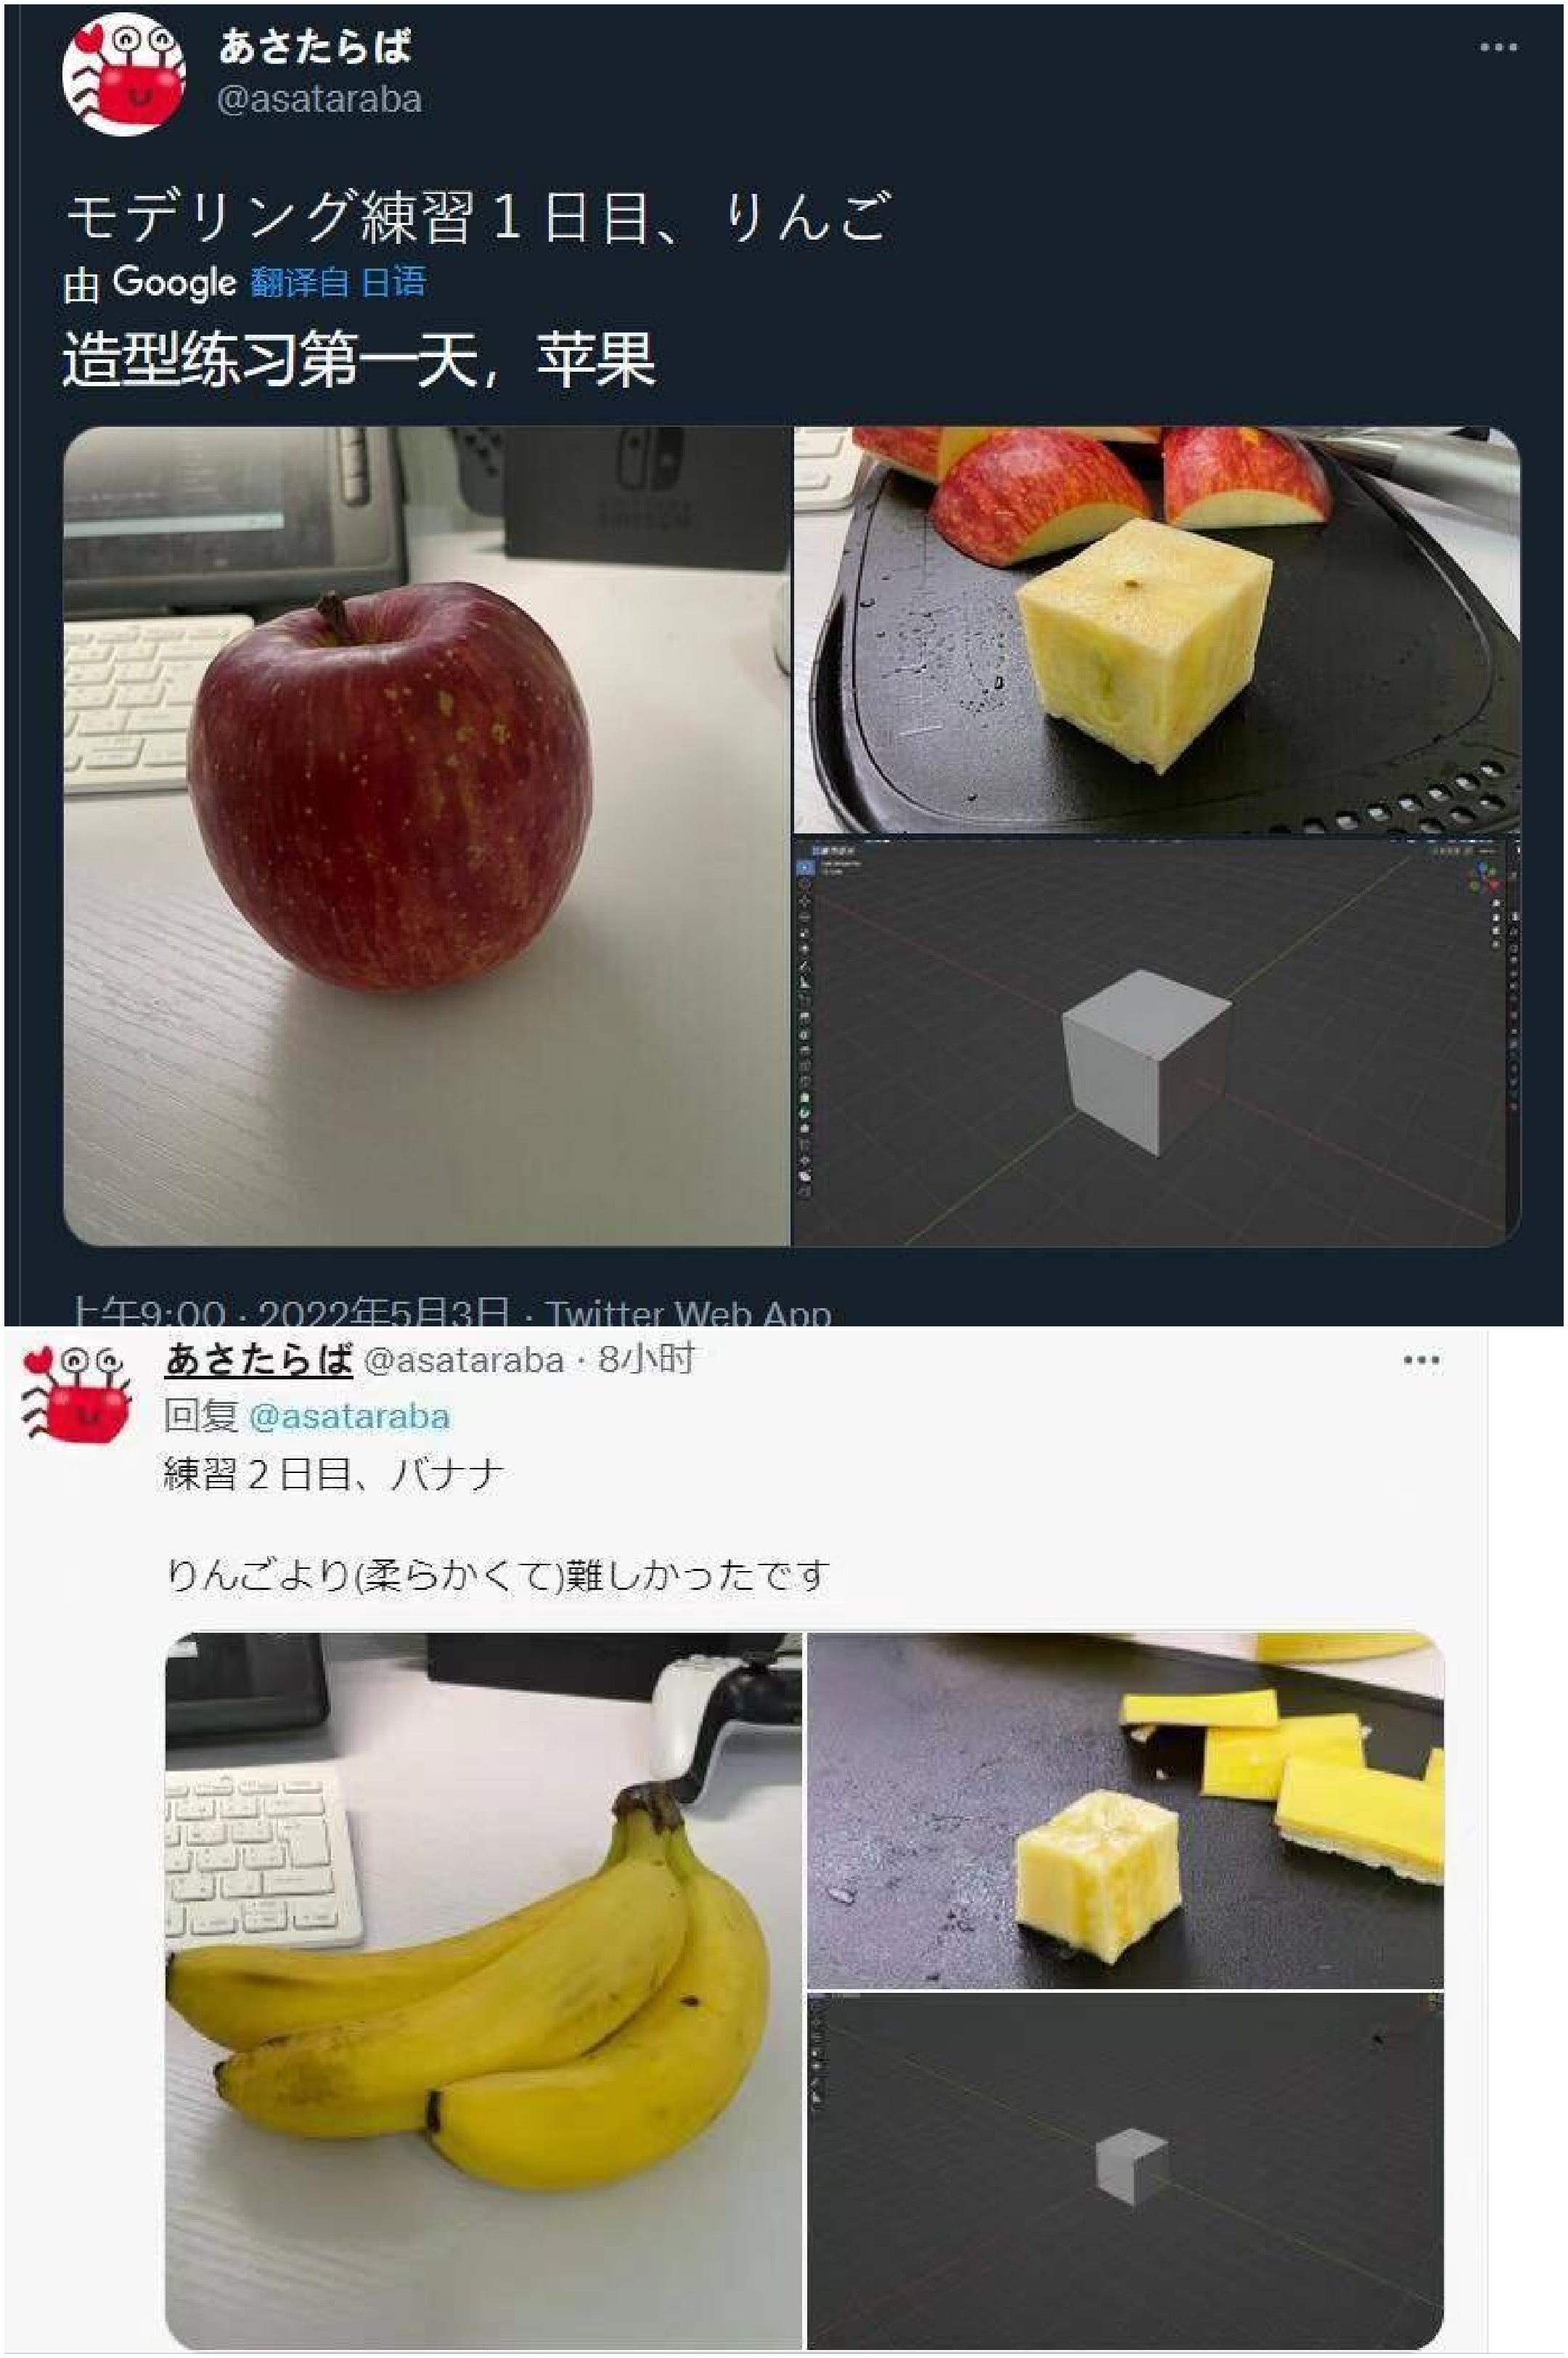 あさたらば
@asataraba
モデリング練習１日目、りんご
由 Google 翻译自 日语
造型练习第一天，苹果
SWITCH
上午9:00 · 2022年5月3日 · Twitter Web App
あさたらば @asataraba · 8小时
回复 @asataraba
練習２日目、バナナ
りんごより(柔らかくて)難しかったです